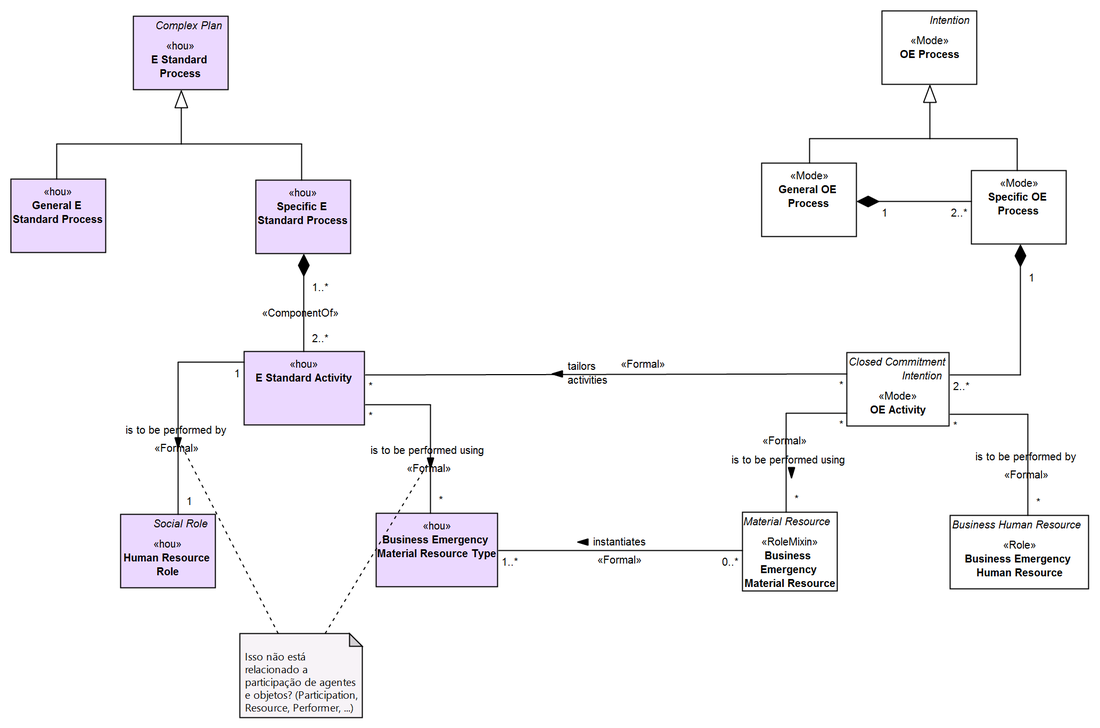 Complex Plan
«hou»
E Standard
Process
Intention
«Mode»
OE Process
«hou»
General E
Standard Process
«hou»
Specific E
Standard Process
«Mode»
General OE
Process
«Mode»
Specific OE
Process
1
2..*
1..*
«ComponentOf»
2..*
1
«hou»
E Standard Activity
1
*
*
tailors
activities
«Formal»
*
Closed Commitment
Intention
«Mode»
OE Activity
2..*
*
*
is to be performed by
«Formal»
1
is to be performed using
«Formal»
*
«Formal»
is to be performed using
*
is to be performed by
«Formal»
*
Social Role
«hou»
Human Resource
Role
«hou»
Business Emergency
Material Resource Type
1..*
instantiates
«Formal»
0..*
Material Resource
«RoleMixin»
Business
Emergency
Material Resource
Business Human Resource
«Role»
Business Emergency
Human Resource
Isso não está
relacionado a
participação de agentes
e objetos? (Participation,
Resource, Performer, ...)